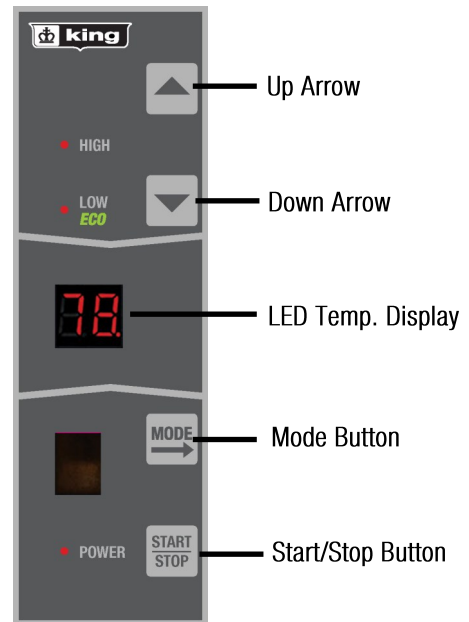 king
Up Arrow
HIGH
LOW
ECO
Down Arrow
78.
LED Temp. Display
MODE
Mode Button
POWER
START
STOP
Start/Stop Button